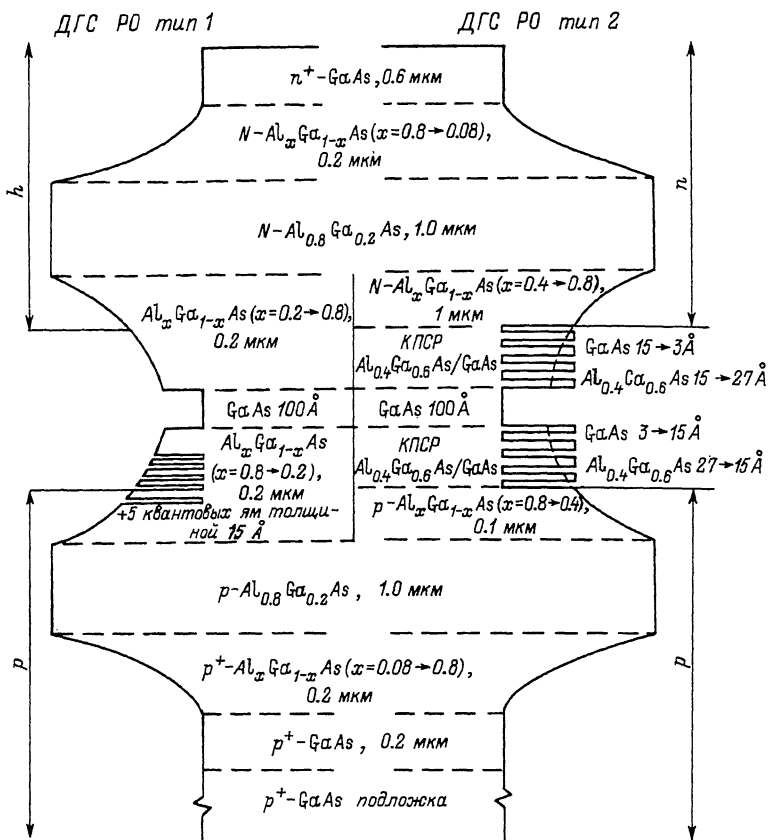 ДГС РО тип 1
ДГС РО тип 2
n⁺-GaAs, 0.6 мкм
N-AlₓGa₁₋ₓAs(x=0.8→0.08),
0.2 мкм
h
n
N-Al₀.₈Ga₀.₂As, 1.0 мкм
AlₓGa₁₋ₓAs(x=0.2→0.8),
0.2 мкм
N-AlₓGa₁₋ₓAs(x=0.4→0.8),
1 мкм
КПСР
Al₀.₄Ga₀.₆As/GaAs
GaAs 15→3Å
Al₀.₄Ca₀.₆As 15→27Å
GaAs 100Å
GaAs 100Å
AlₓGa₁₋ₓAs
(x=0.8→0.2),
0.2 мкм
+5 квантовых ям толщи-
ной 15 Å
КПСР
Al₀.₄Ga₀.₆As/GaAs
GaAs 3→15Å
Al₀.₄Ga₀.₆As 27→15Å
p-AlₓGa₁₋ₓAs(x=0.8→0.4),
0.1 мкм
p-Al₀.₈Ga₀.₂As, 1.0 мкм
p
p
p⁺-AlₓGa₁₋ₓAs(x=0.08→0.8),
0.2 мкм
p⁺-GaAs, 0.2 мкм
p⁺-GaAs подложка